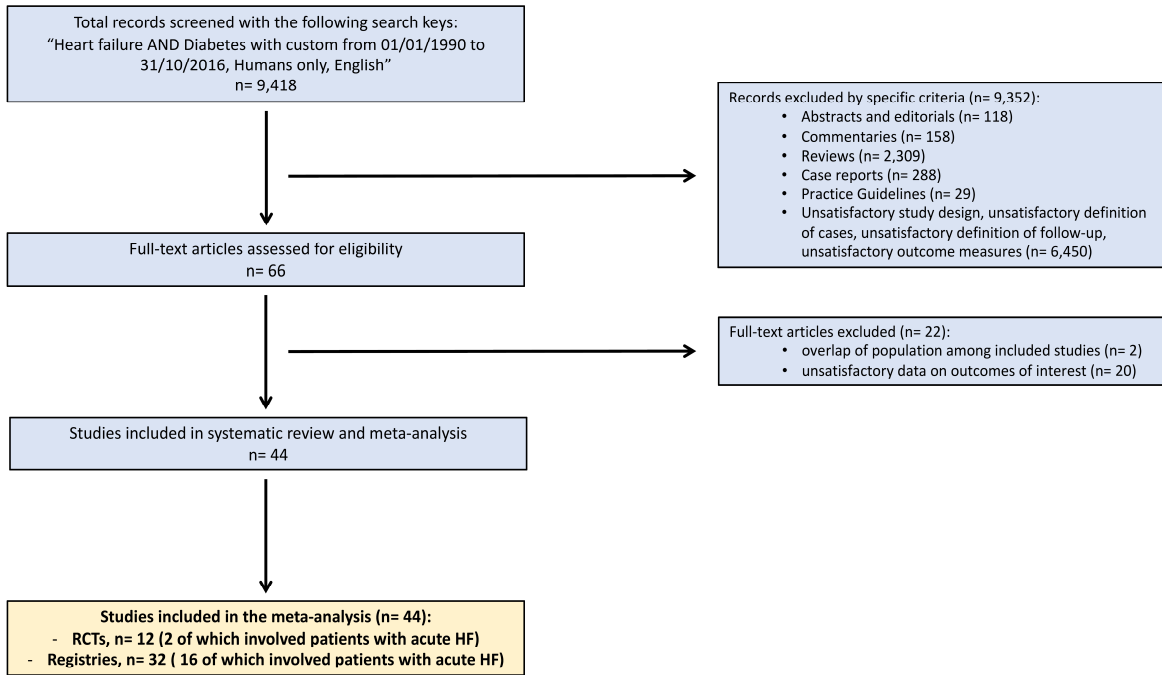 Total records screened with the following search keys:
“Heart failure AND Diabetes with custom from 01/01/1990 to
31/10/2016, Humans only, English”
n= 9,418
Records excluded by specific criteria (n= 9,352):
• Abstracts and editorials (n= 118)
• Commentaries (n= 158)
• Reviews (n= 2,309)
• Case reports (n= 288)
• Practice Guidelines (n= 29)
• Unsatisfactory study design, unsatisfactory definition
of cases, unsatisfactory definition of follow-up,
unsatisfactory outcome measures (n= 6,450)
Full-text articles assessed for eligibility
n= 66
Full-text articles excluded (n= 22):
• overlap of population among included studies (n= 2)
• unsatisfactory data on outcomes of interest (n= 20)
Studies included in systematic review and meta-analysis
n= 44
Studies included in the meta-analysis (n= 44):
- RCTs, n= 12 (2 of which involved patients with acute HF)
- Registries, n= 32 ( 16 of which involved patients with acute HF)